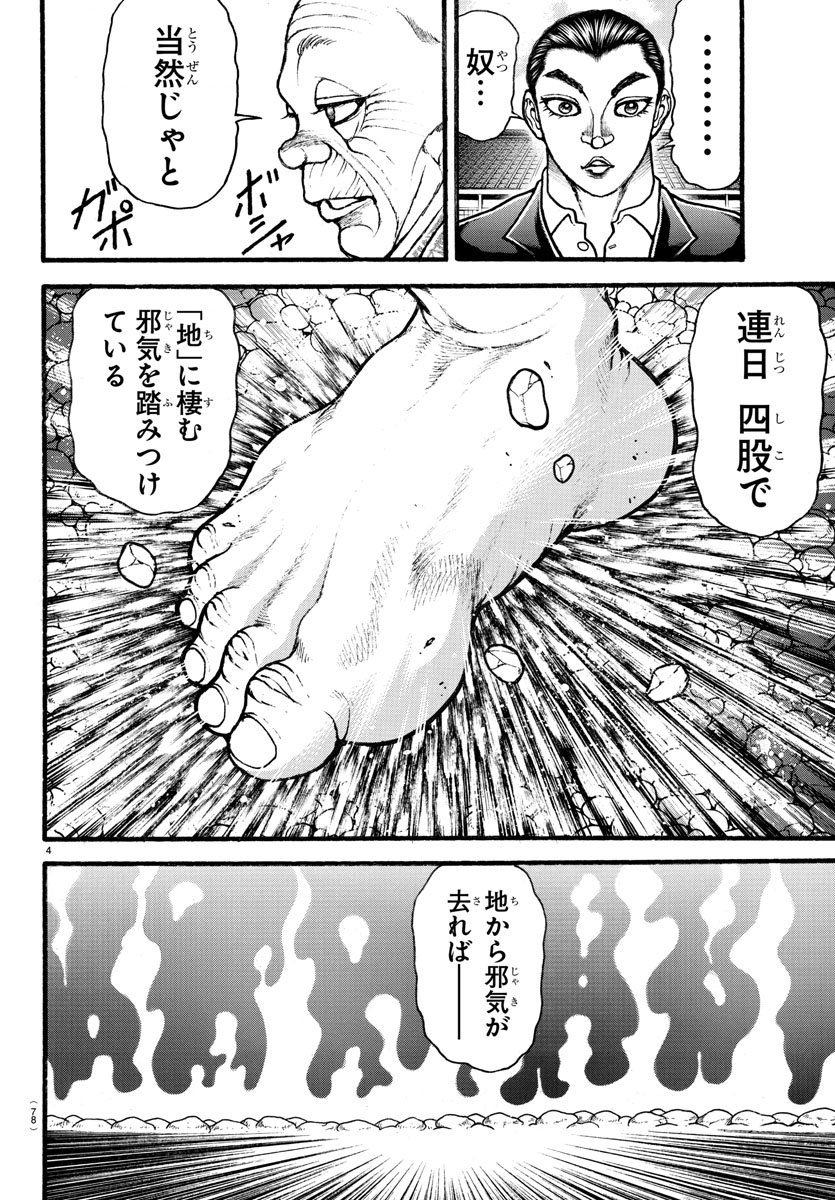 ………
奴…
当然じゃと
ボシャ
ガポ
連日 四股で
「地」に棲む
邪気を踏みつけ
ている
4
地から邪気が
去れば――
(78)